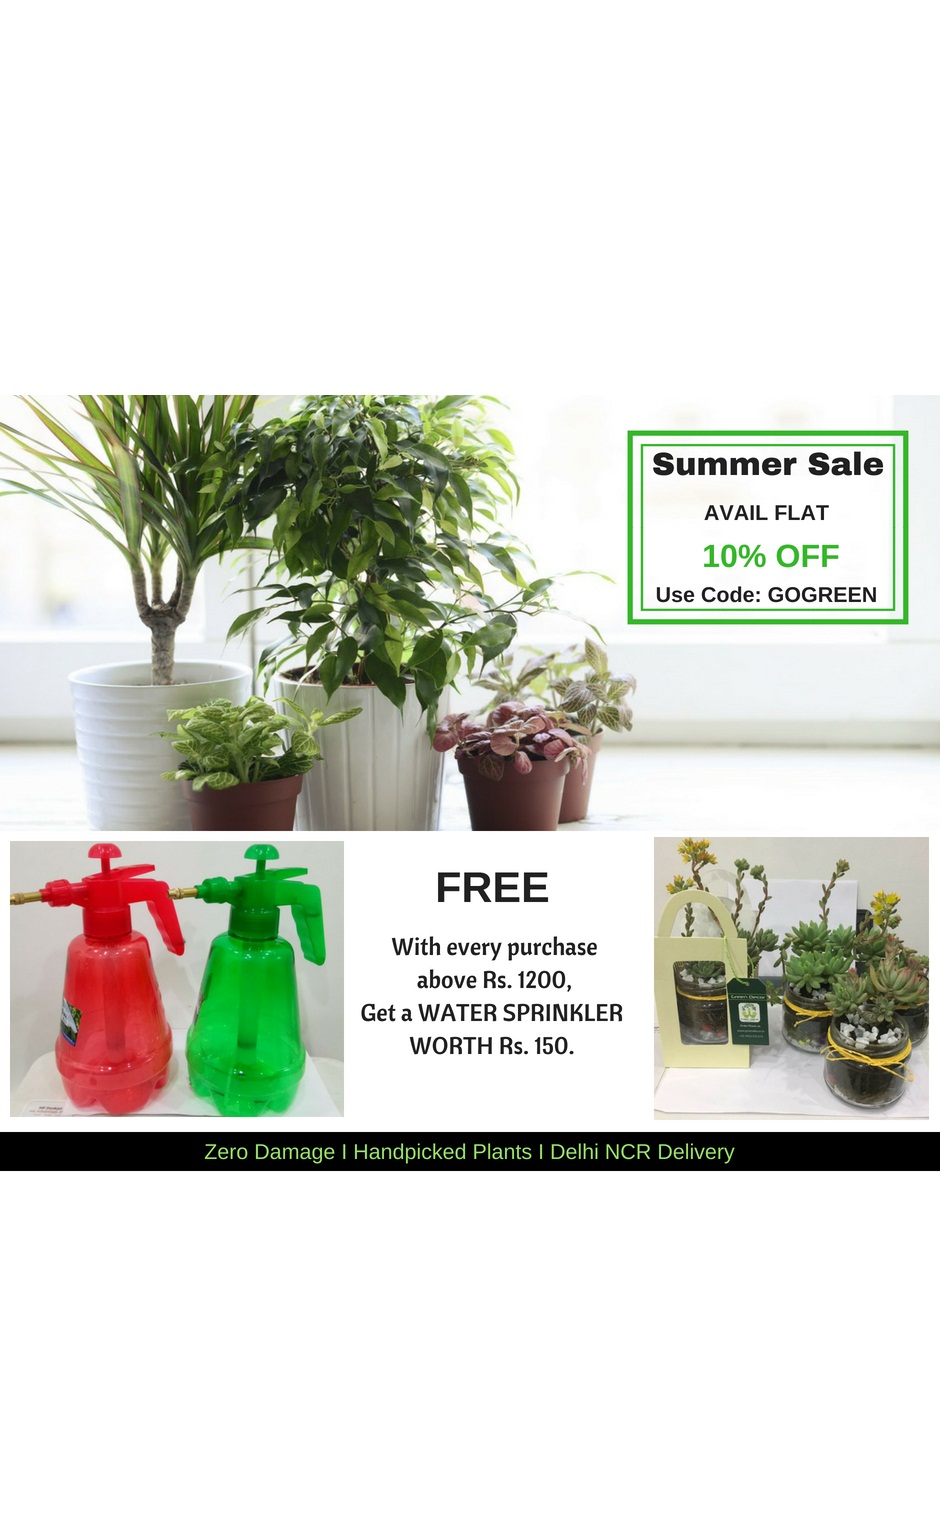 Summer Sale
AVAIL FLAT
10% OFF
Use Code: GOGREEN
FREE
With every purchase
above Rs. 1200,
Get a WATER SPRINKLER
WORTH Rs. 150.
Zero Damage I Handpicked Plants I Delhi NCR Delivery